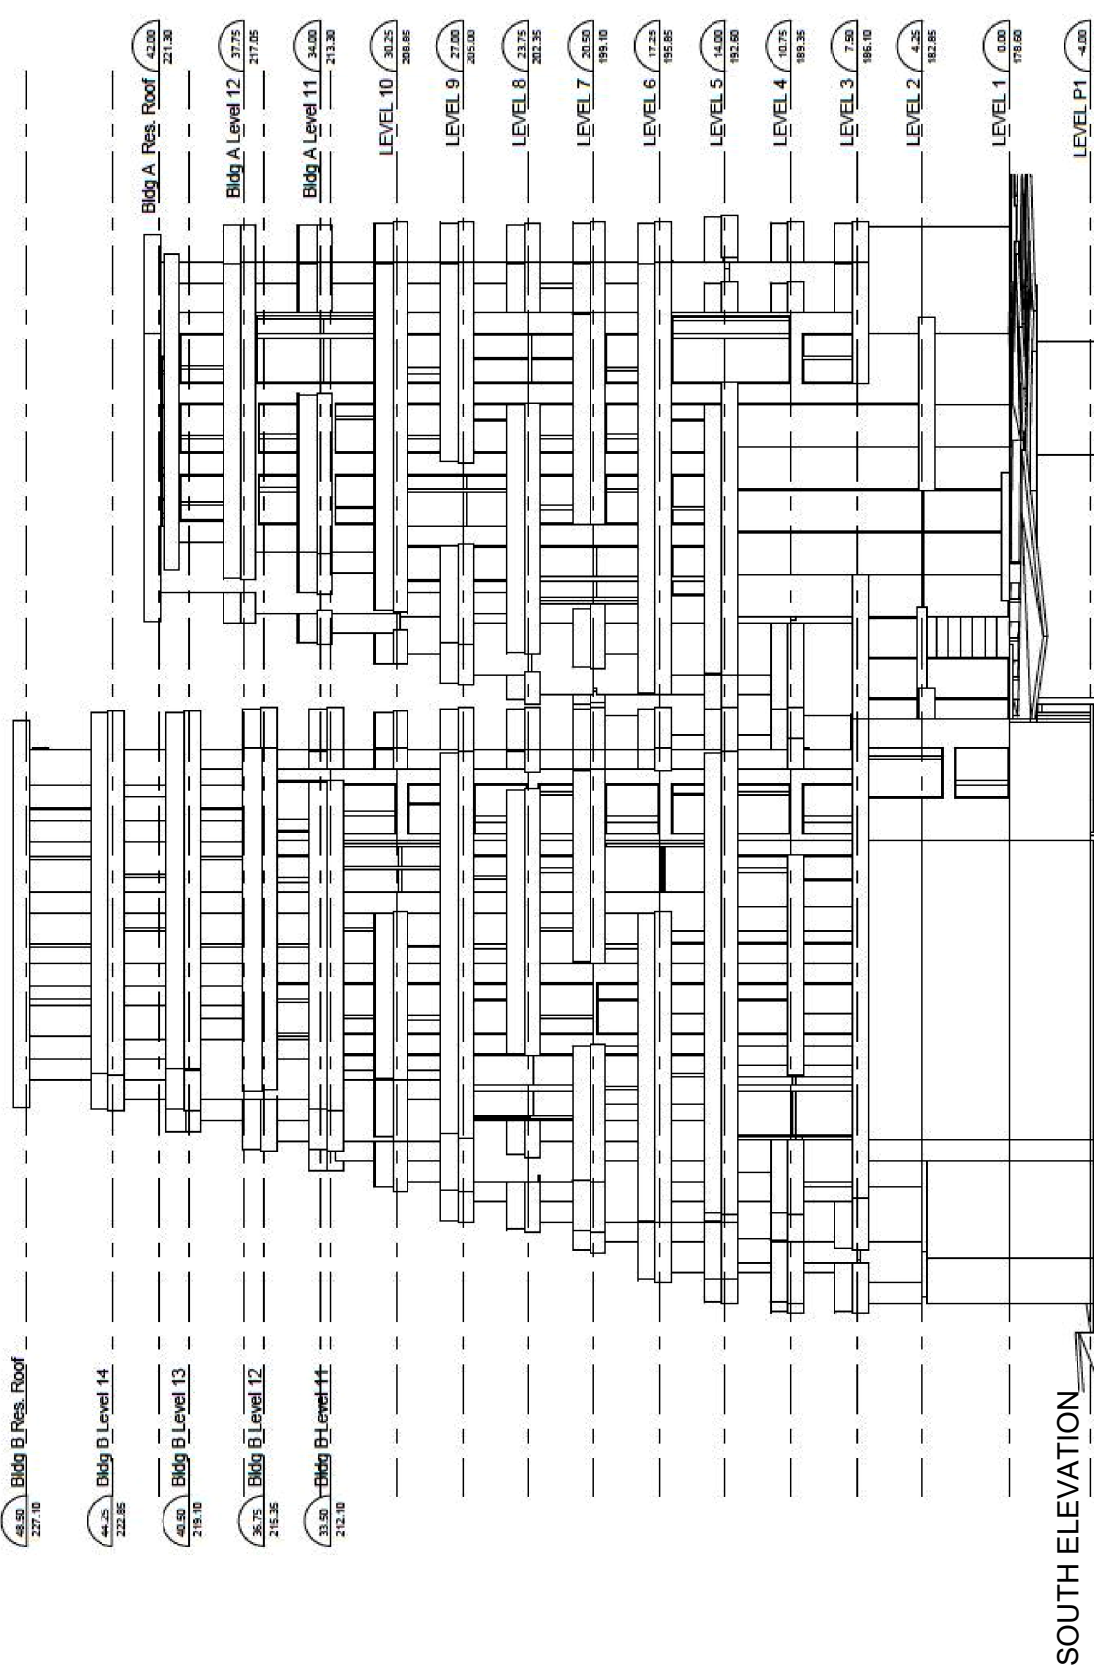 48.50
227.10
Bldg B Res. Roof
44.25
222.85
Bldg B Level 14
40.50
219.10
Bldg B Level 13
36.75
215.35
Bldg B Level 12
33.50
212.10
Bldg B Level 11
Bldg A Res. Roof
42.00
221.30
Bldg A Level 12
37.75
217.05
Bldg A Level 11
34.00
213.30
LEVEL 10
30.25
208.85
LEVEL 9
27.00
205.00
LEVEL 8
23.75
202.35
LEVEL 7
20.50
199.10
LEVEL 6
17.25
195.85
LEVEL 5
14.00
192.60
LEVEL 4
10.75
189.35
LEVEL 3
7.50
186.10
LEVEL 2
4.25
182.85
LEVEL 1
0.00
178.60
LEVEL P1
-4.00
SOUTH ELEVATION